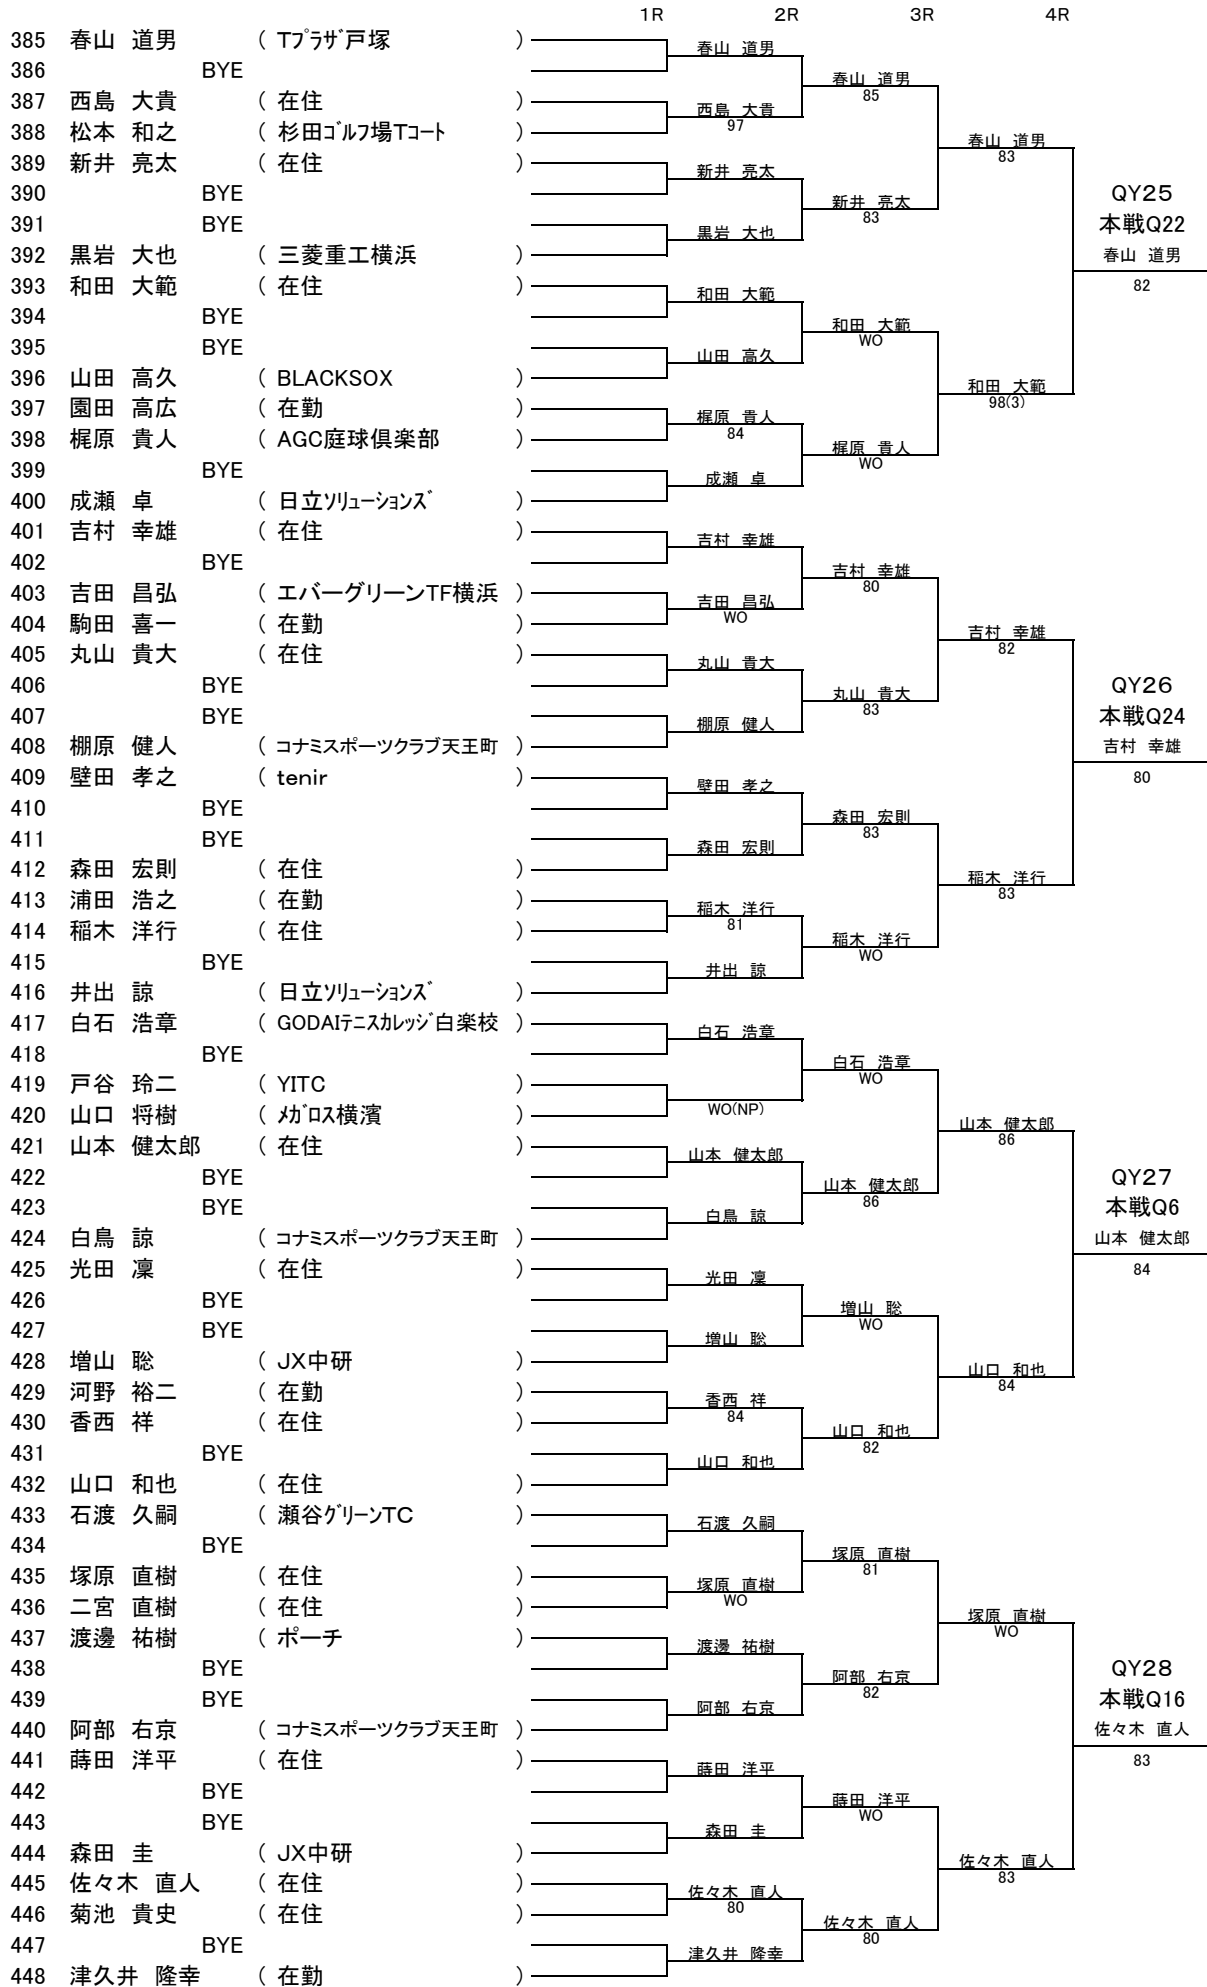 1R 2R 3R 4R
385 春山 道男 ( Tプラザ戸塚 )
春山 道男
386 BYE
春山 道男
85
387 西島 大貴 ( 在住 )
西島 大貴
97
388 松本 和之 ( 杉田ゴルフ場Tコート )
春山 道男
83
389 新井 亮太 ( 在住 )
新井 亮太
390 BYE
新井 亮太
83
391 BYE
黒岩 大也
392 黒岩 大也 ( 三菱重工横浜 )
QY25
本戦Q22
春山 道男
82
393 和田 大範 ( 在住 )
和田 大範
394 BYE
和田 大範
WO
395 BYE
山田 高久
396 山田 高久 ( BLACKSOX )
和田 大範
98(3)
397 園田 高広 ( 在勤 )
梶原 貴人
84
398 梶原 貴人 ( AGC庭球倶楽部 )
梶原 貴人
WO
399 BYE
成瀬 卓
400 成瀬 卓 ( 日立ソリューションズ )
401 吉村 幸雄 ( 在住 )
吉村 幸雄
402 BYE
吉村 幸雄
80
403 吉田 昌弘 ( エバーグリーンTF横浜 )
吉田 昌弘
WO
404 駒田 喜一 ( 在勤 )
吉村 幸雄
82
405 丸山 貴大 ( 在住 )
丸山 貴大
406 BYE
丸山 貴大
83
407 BYE
棚原 健人
408 棚原 健人 ( コナミスポーツクラブ天王町 )
QY26
本戦Q24
吉村 幸雄
80
409 壁田 孝之 ( tenir )
壁田 孝之
410 BYE
森田 宏則
83
411 BYE
森田 宏則
412 森田 宏則 ( 在住 )
稲木 洋行
83
413 浦田 浩之 ( 在勤 )
稲木 洋行
81
414 稲木 洋行 ( 在住 )
稲木 洋行
WO
415 BYE
井出 諒
416 井出 諒 ( 日立ソリューションズ )
417 白石 浩章 ( GODAIテニスカレッジ白楽校 )
白石 浩章
418 BYE
白石 浩章
WO
419 戸谷 玲二 ( YITC )
WO(NP)
420 山口 将樹 ( メガロス横濱 )
山本 健太郎
86
421 山本 健太郎 ( 在住 )
山本 健太郎
422 BYE
山本 健太郎
86
423 BYE
白鳥 諒
424 白鳥 諒 ( コナミスポーツクラブ天王町 )
QY27
本戦Q6
山本 健太郎
84
425 光田 凜 ( 在住 )
光田 凜
426 BYE
増山 聡
WO
427 BYE
増山 聡
428 増山 聡 ( JX中研 )
山口 和也
84
429 河野 裕二 ( 在勤 )
香西 祥
84
430 香西 祥 ( 在住 )
山口 和也
82
431 BYE
山口 和也
432 山口 和也 ( 在住 )
433 石渡 久嗣 ( 瀬谷グリーンTC )
石渡 久嗣
434 BYE
塚原 直樹
81
435 塚原 直樹 ( 在住 )
塚原 直樹
WO
436 二宮 直樹 ( 在住 )
塚原 直樹
WO
437 渡邊 祐樹 ( ポーチ )
渡邊 祐樹
438 BYE
阿部 右京
82
439 BYE
阿部 右京
440 阿部 右京 ( コナミスポーツクラブ天王町 )
QY28
本戦Q16
佐々木 直人
83
441 蒔田 洋平 ( 在住 )
蒔田 洋平
442 BYE
蒔田 洋平
WO
443 BYE
森田 圭
444 森田 圭 ( JX中研 )
佐々木 直人
83
445 佐々木 直人 ( 在住 )
佐々木 直人
80
446 菊池 貴史 ( 在住 )
佐々木 直人
80
447 BYE
津久井 隆幸
448 津久井 隆幸 ( 在勤 )